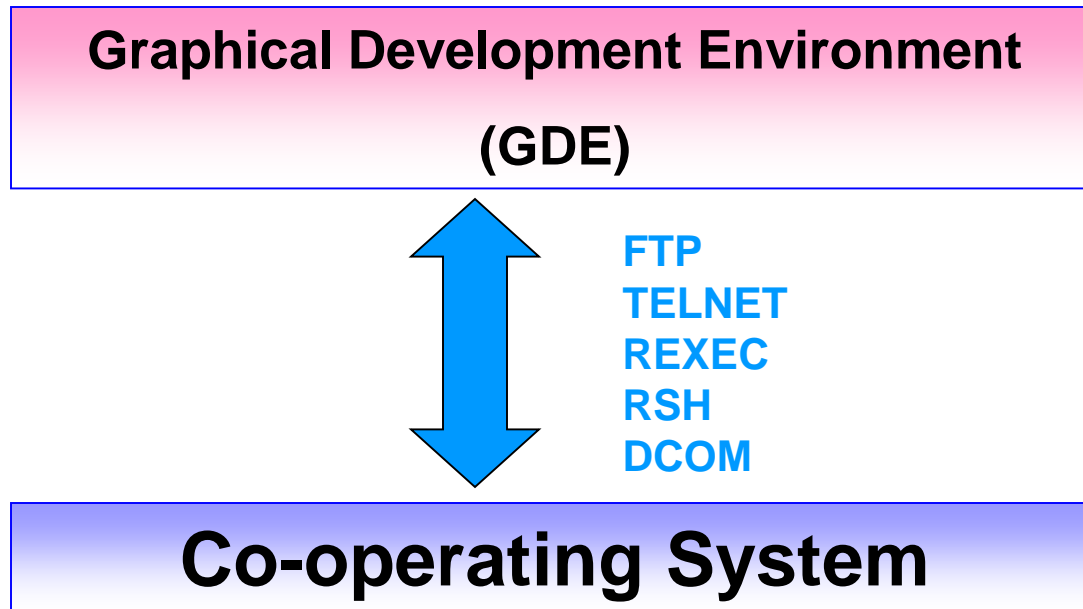 Graphical Development Environment
(GDE)
FTP
TELNET
REXEC
RSH
DCOM
Co-operating System